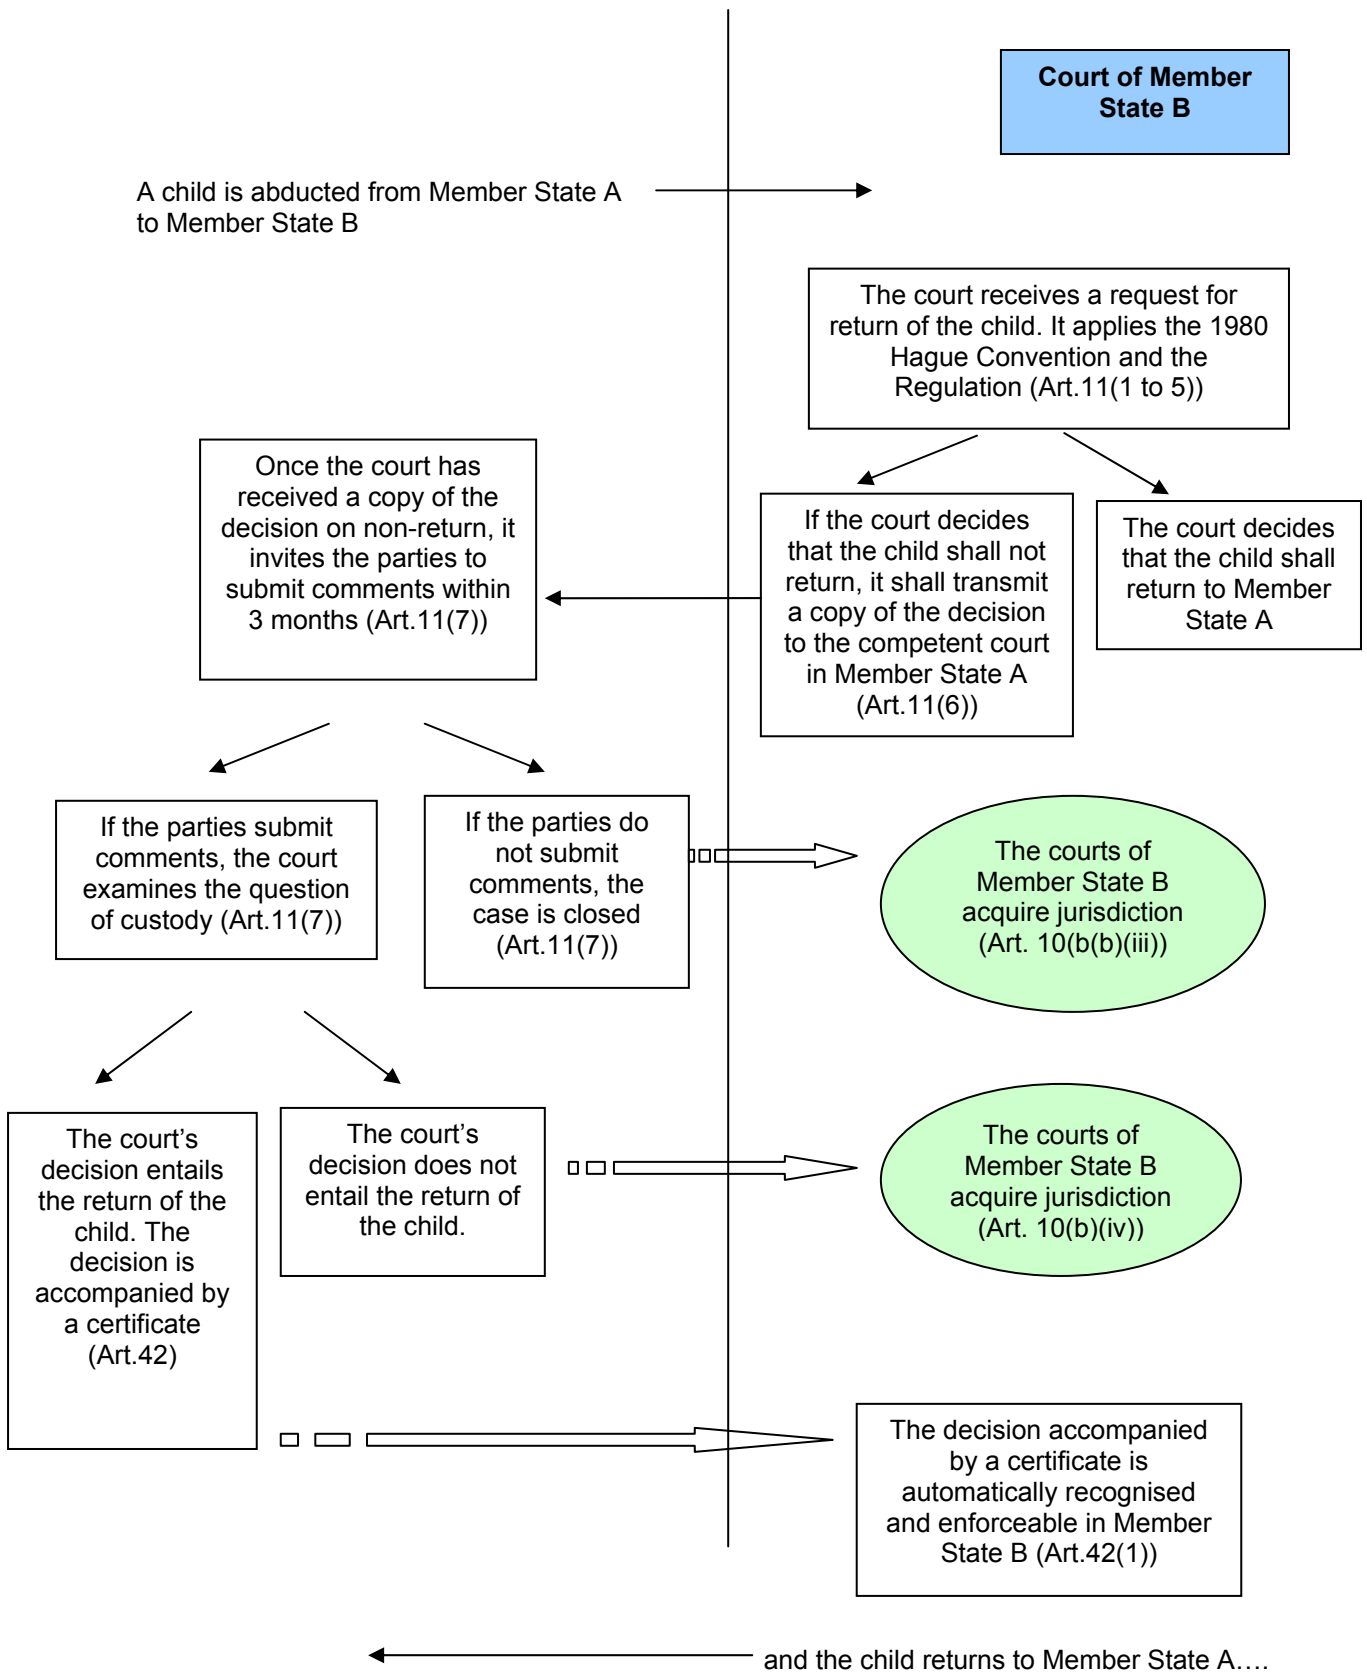 Court of Member
State B
A child is abducted from Member State A
to Member State B
The court receives a request for
return of the child. It applies the 1980
Hague Convention and the
Regulation (Art.11(1 to 5))
Once the court has
received a copy of the
decision on non-return, it
invites the parties to
submit comments within
3 months (Art.11(7))
If the court decides
that the child shall not
return, it shall transmit
a copy of the decision
to the competent court
in Member State A
(Art.11(6))
The court decides
that the child shall
return to Member
State A
If the parties submit
comments, the court
examines the question
of custody (Art.11(7))
If the parties do
not submit
comments, the
case is closed
(Art.11(7))
The courts of
Member State B
acquire jurisdiction
(Art. 10(b(b)(iii))
The court’s
decision entails
the return of the
child. The
decision is
accompanied by
a certificate
(Art.42)
The court’s
decision does not
entail the return of
the child.
The courts of
Member State B
acquire jurisdiction
(Art. 10(b)(iv))
The decision accompanied
by a certificate is
automatically recognised
and enforceable in Member
State B (Art.42(1))
and the child returns to Member State A….